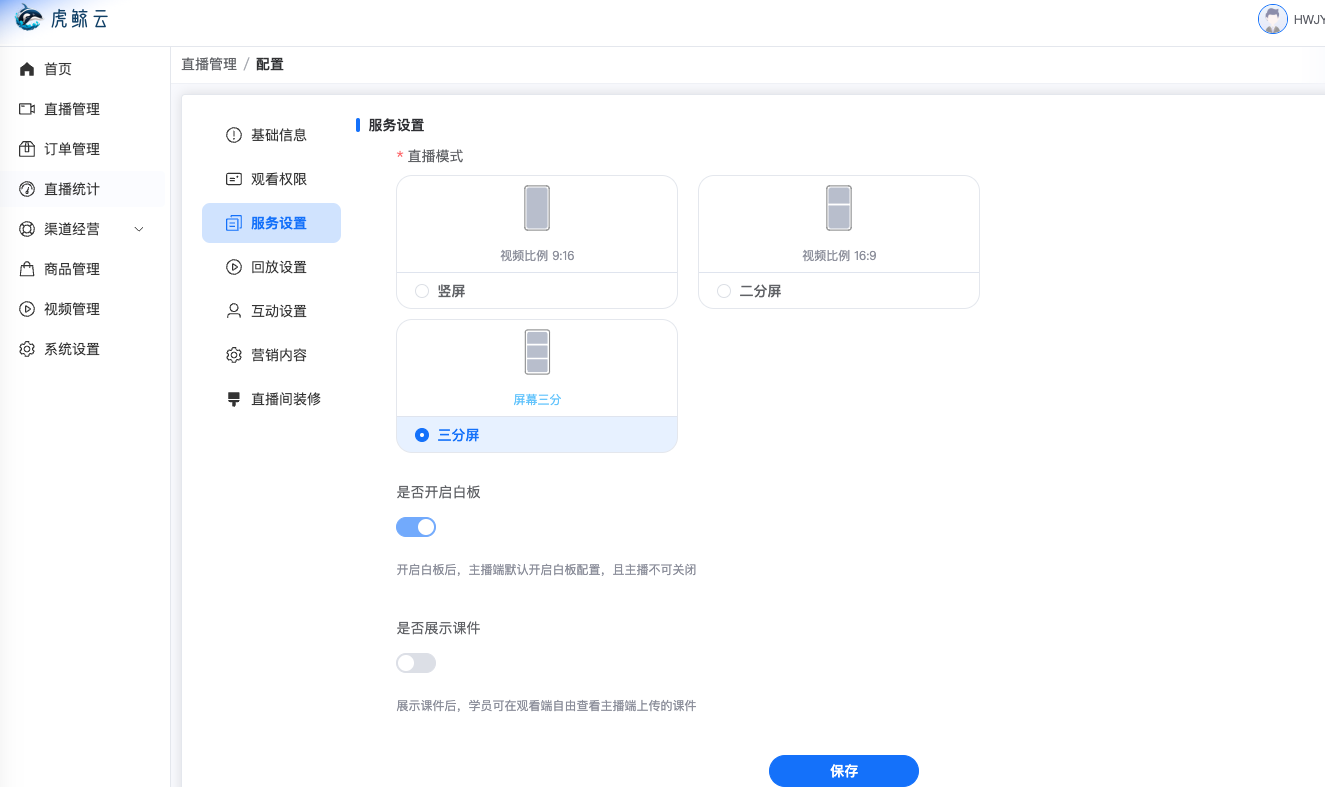 虎鲸云
HWJY
首页
直播管理
订单管理
直播统计
渠道经营
商品管理
视频管理
系统设置
直播管理 / 配置
基础信息
观看权限
服务设置
回放设置
互动设置
营销内容
直播间装修
服务设置
* 直播模式
视频比例 9:16
竖屏
视频比例 16:9
二分屏
屏幕三分
三分屏
是否开启白板
开启白板后，主播端默认开启白板配置，且主播不可关闭
是否展示课件
展示课件后，学员可在观看端自由查看主播端上传的课件
保存